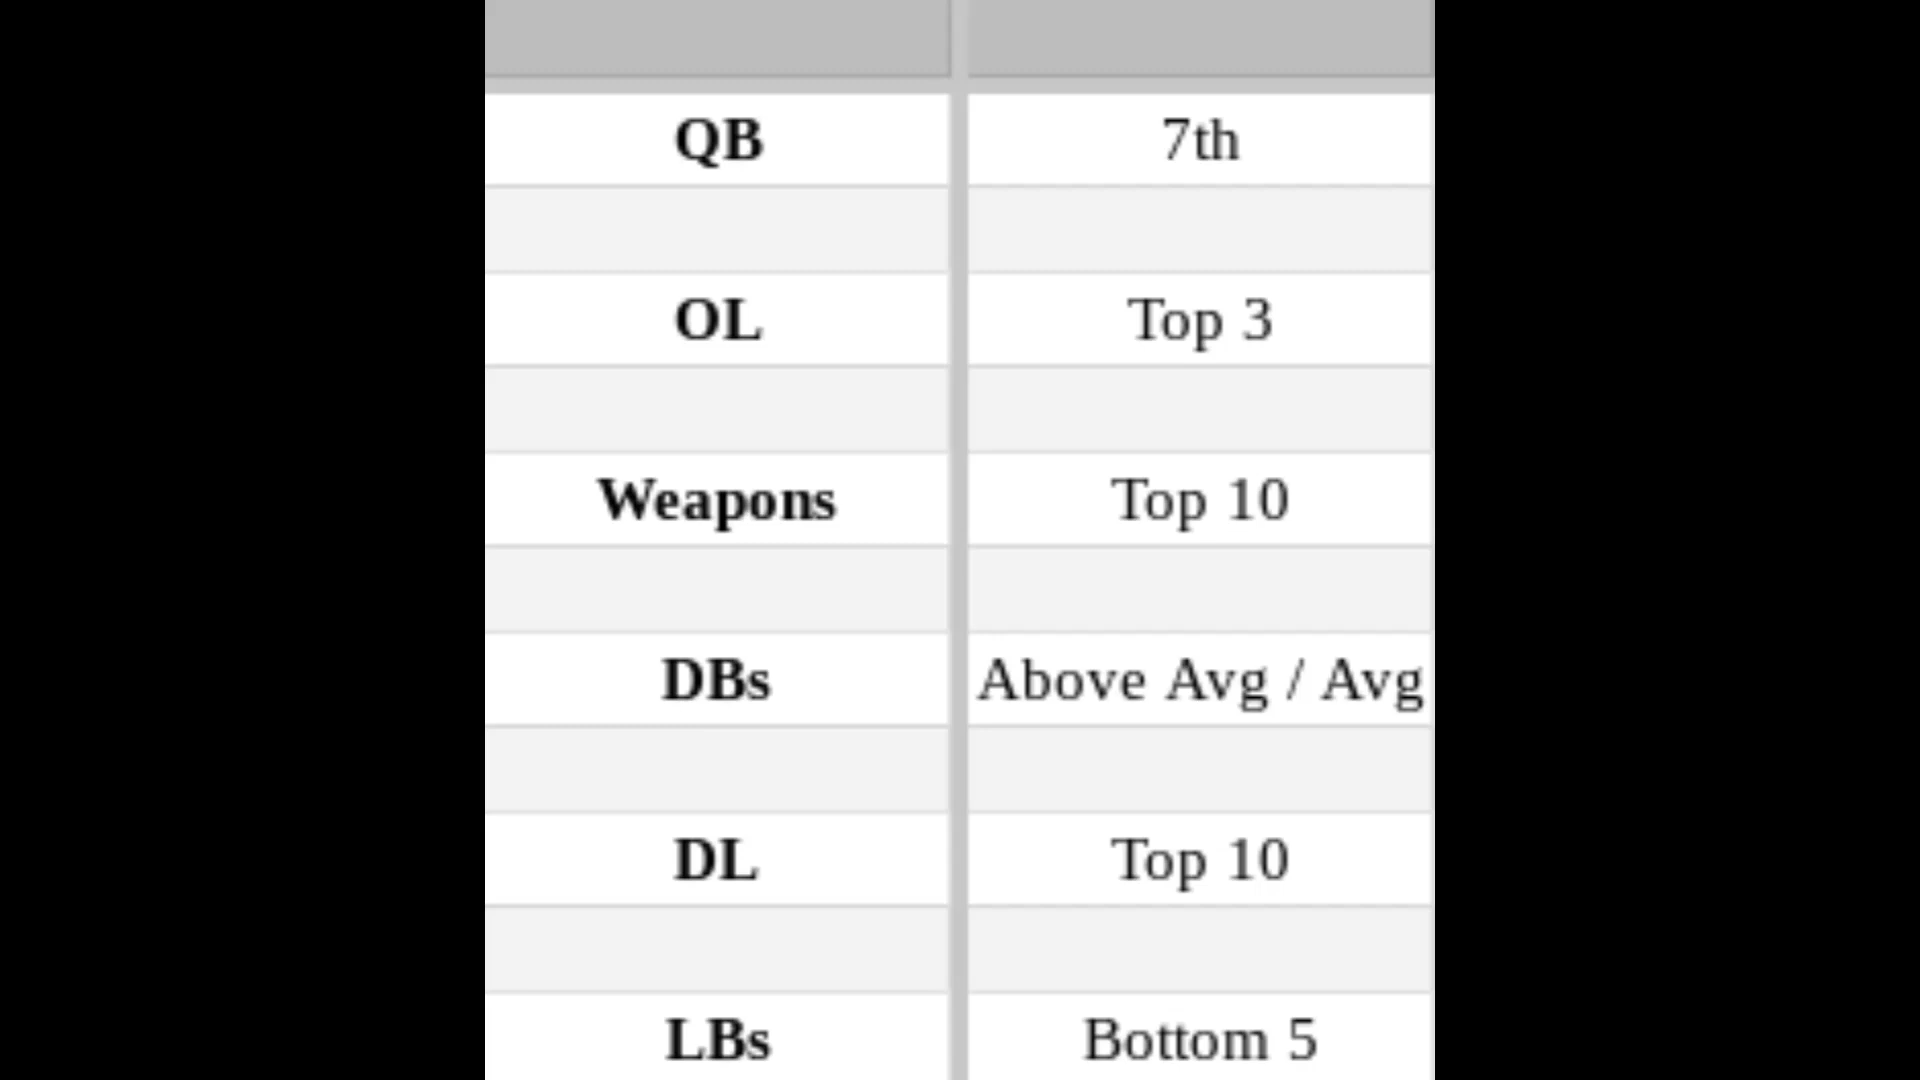 QB 7th
OL Top 3
Weapons Top 10
DBs Above Avg / Avg
DL Top 10
LBs Bottom 5